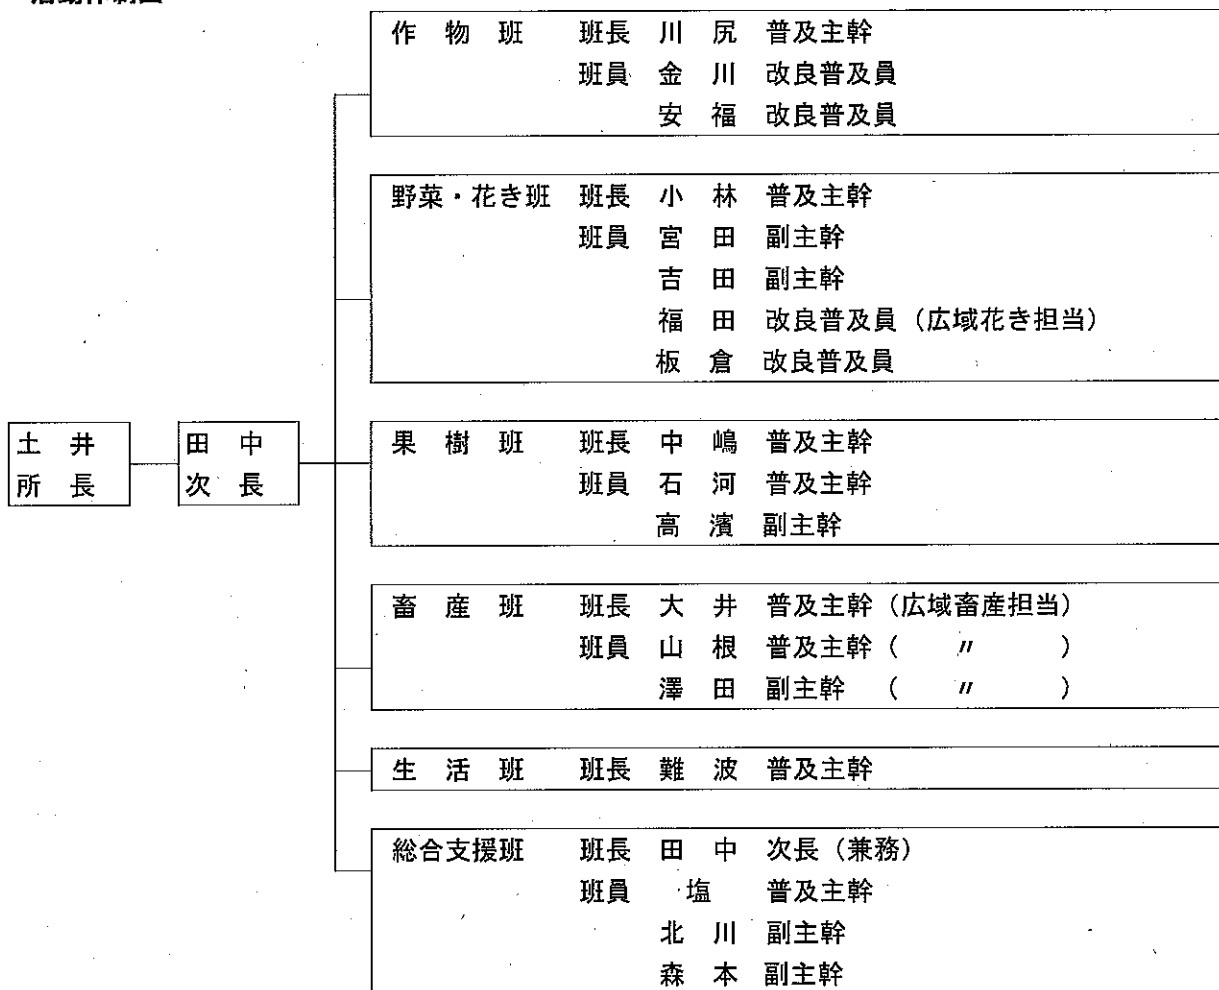 作物班 班長 川尻 普及主幹
班員 金川 改良普及員
安福 改良普及員
野菜・花き班 班長 小林 普及主幹
班員 宮田 副主幹
吉田 副主幹
福田 改良普及員（広域花き担当）
板倉 改良普及員
土井
所長
田中
次長
果樹班 班長 中嶋 普及主幹
班員 石河 普及主幹
高濱 副主幹
畜産班 班長 大井 普及主幹（広域畜産担当）
班員 山根 普及主幹（ 〃 ）
澤田 副主幹（ 〃 ）
生活班 班長 難波 普及主幹
総合支援班 班長 田中 次長（兼務）
班員 塩 普及主幹
北川 副主幹
森本 副主幹